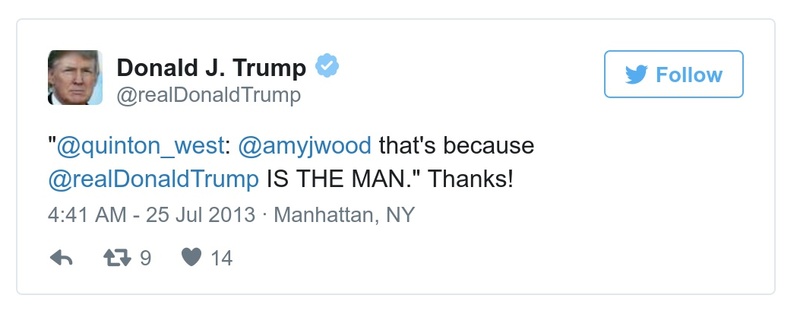 Donald J. Trump
@realDonaldTrump
Follow
"@quinton_west: @amyjwood that's because
@realDonaldTrump IS THE MAN." Thanks!
4:41 AM - 25 Jul 2013 · Manhattan, NY
9 14